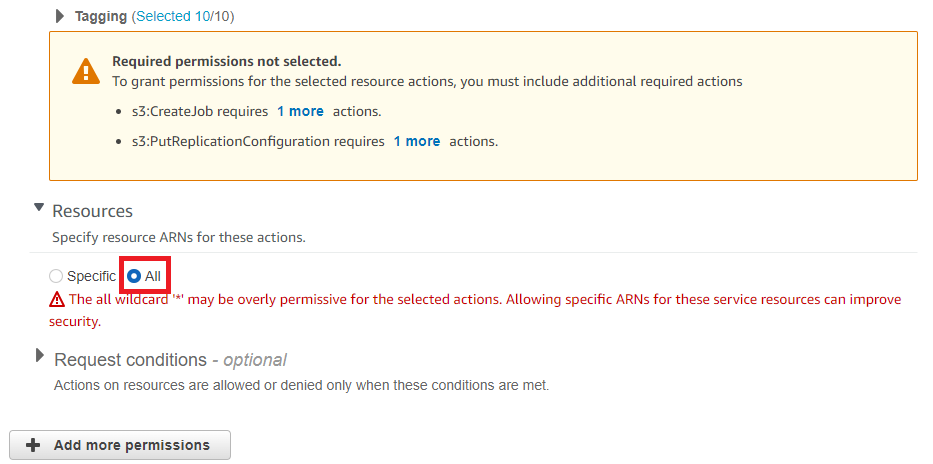 Tagging (Selected 10/10)
Required permissions not selected.
To grant permissions for the selected resource actions, you must include additional required actions
• s3:CreateJob requires 1 more actions.
• s3:PutReplicationConfiguration requires 1 more actions.
Resources
Specify resource ARNs for these actions.
Specific All
The all wildcard '*' may be overly permissive for the selected actions. Allowing specific ARNs for these service resources can improve
security.
Request conditions - optional
Actions on resources are allowed or denied only when these conditions are met.
Add more permissions